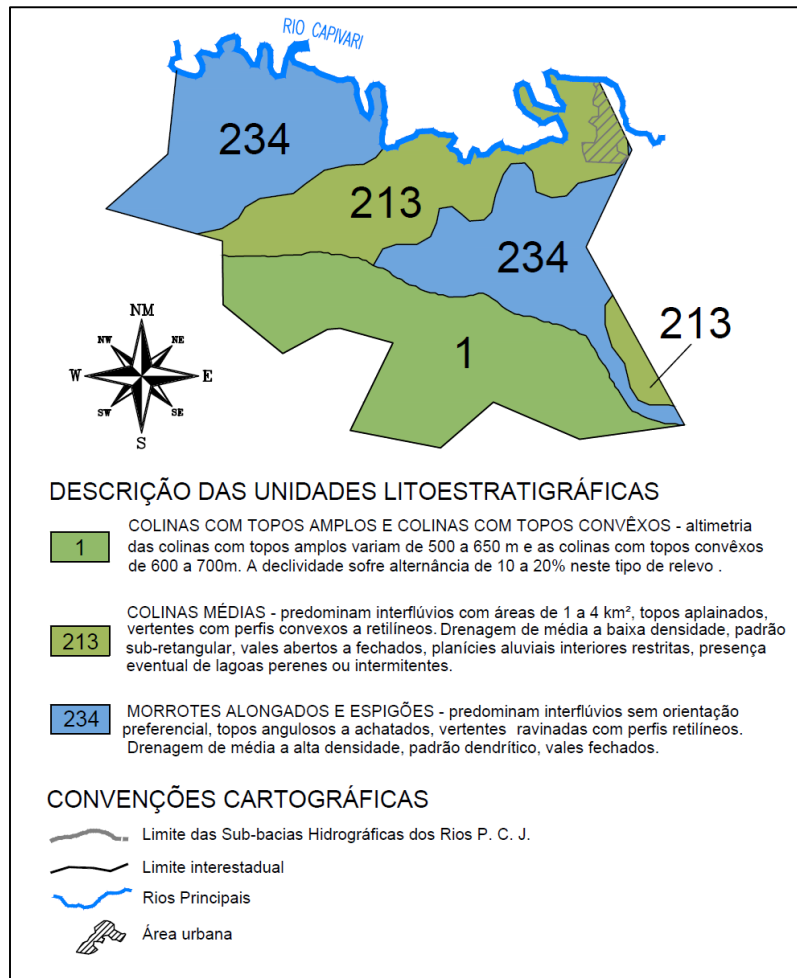 RIO CAPIVARI
234
213
234
213
1
NM
NW
NE
W
E
SW
SE
S
DESCRIÇÃO DAS UNIDADES LITOESTRATIGRÁFICAS
1
COLINAS COM TOPOS AMPLOS E COLINAS COM TOPOS CONVÊXOS - altimetria
das colinas com topos amplos variam de 500 a 650 m e as colinas com topos convêxos
de 600 a 700m. A declividade sofre alternância de 10 a 20% neste tipo de relevo .
213
COLINAS MÉDIAS - predominam interflúvios com áreas de 1 a 4 km², topos aplainados,
vertentes com perfis convexos a retilíneos. Drenagem de média a baixa densidade, padrão
sub-retangular, vales abertos a fechados, planícies aluviais interiores restritas, presença
eventual de lagoas perenes ou intermitentes.
234
MORROTES ALONGADOS E ESPIGÕES - predominam interflúvios sem orientação
preferencial, topos angulosos a achatados, vertentes ravinadas com perfis retilíneos.
Drenagem de média a alta densidade, padrão dendrítico, vales fechados.
CONVENÇÕES CARTOGRÁFICAS
Limite das Sub-bacias Hidrográficas dos Rios P. C. J.
Limite interestadual
Rios Principais
Área urbana